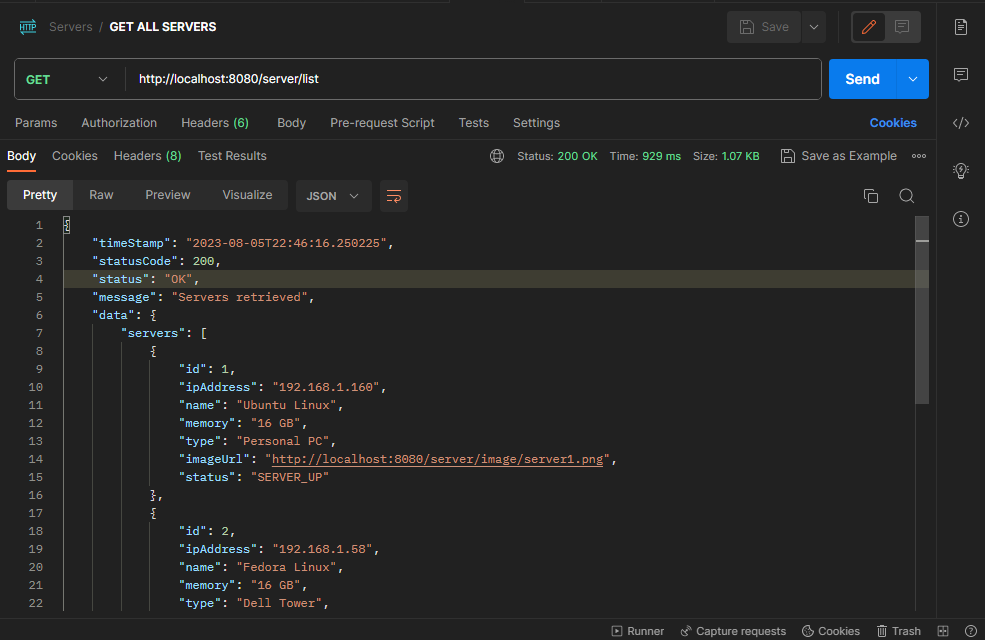 HTTP Servers / GET ALL SERVERS Save
GET http://localhost:8080/server/list Send
Params Authorization Headers (6) Body Pre-request Script Tests Settings Cookies
Body Cookies Headers (8) Test Results Status: 200 OK Time: 929 ms Size: 1.07 KB Save as Example
Pretty Raw Preview Visualize JSON
1 {
2 "timeStamp": "2023-08-05T22:46:16.250225",
3 "statusCode": 200,
4 "status": "OK",
5 "message": "Servers retrieved",
6 "data": {
7 "servers": [
8 {
9 "id": 1,
10 "ipAddress": "192.168.1.160",
11 "name": "Ubuntu Linux",
12 "memory": "16 GB",
13 "type": "Personal PC",
14 "imageUrl": "http://localhost:8080/server/image/server1.png",
15 "status": "SERVER_UP"
16 },
17 {
18 "id": 2,
19 "ipAddress": "192.168.1.58",
20 "name": "Fedora Linux",
21 "memory": "16 GB",
22 "type": "Dell Tower",
Runner Capture requests Cookies Trash